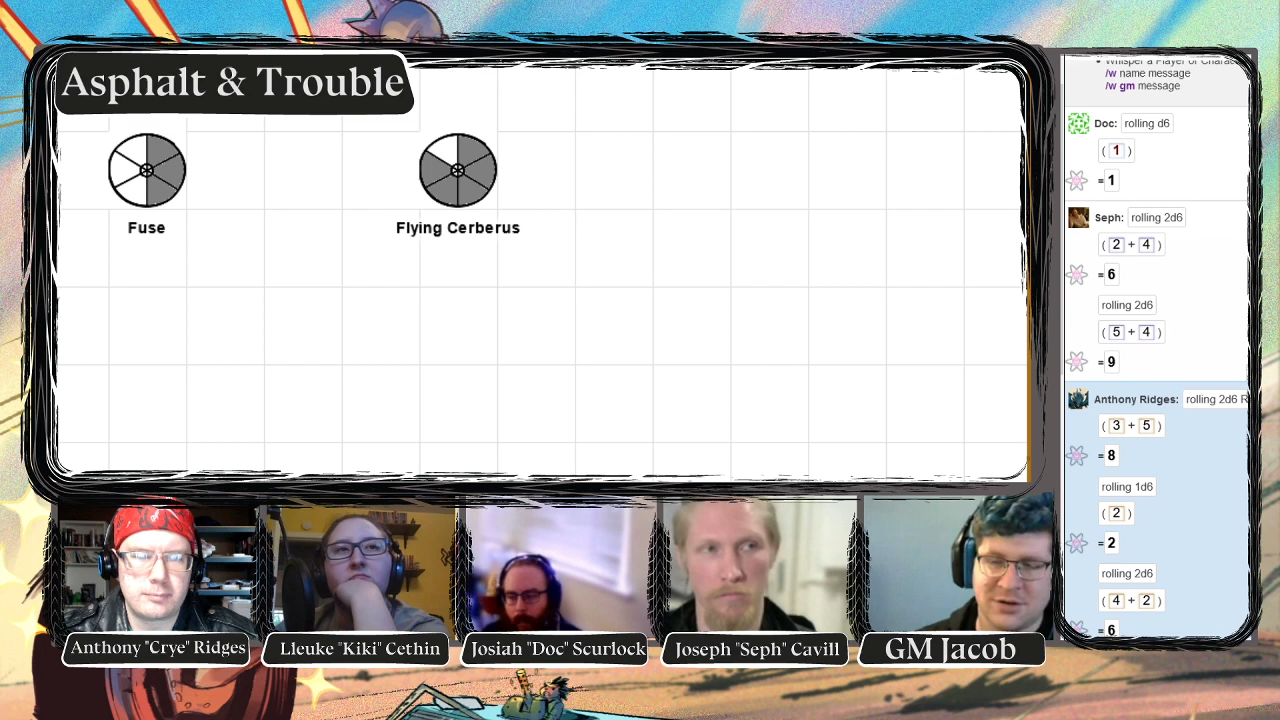 Asphalt & Trouble
Fuse
Flying Cerberus
/w name message
/w gm message
Doc: rolling d6
( 1 )
= 1
Seph: rolling 2d6
( 2 + 4 )
= 6
rolling 2d6
( 5 + 4 )
= 9
Anthony Ridges: rolling 2d6
( 3 + 5 )
= 8
rolling 1d6
( 2 )
= 2
rolling 2d6
( 4 + 2 )
= 6
Anthony "Crye" Ridges
Lleuke "Kiki" Cethin
Josiah "Doc" Scurlock
Joseph "Seph" Cavill
GM Jacob